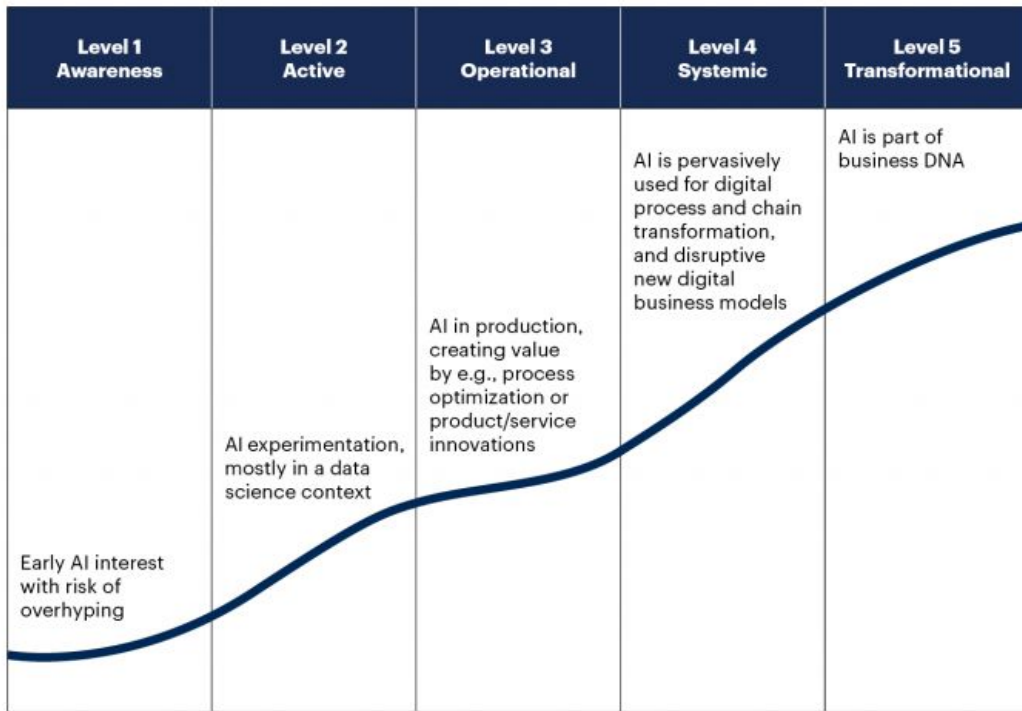 Level 1
Awareness
Level 2
Active
Level 3
Operational
Level 4
Systemic
Level 5
Transformational
Early AI interest
with risk of
overhyping
AI experimentation,
mostly in a data
science context
AI in production,
creating value
by e.g., process
optimization or
product/service
innovations
AI is pervasively
used for digital
process and chain
transformation,
and disruptive
new digital
business models
AI is part of
business DNA